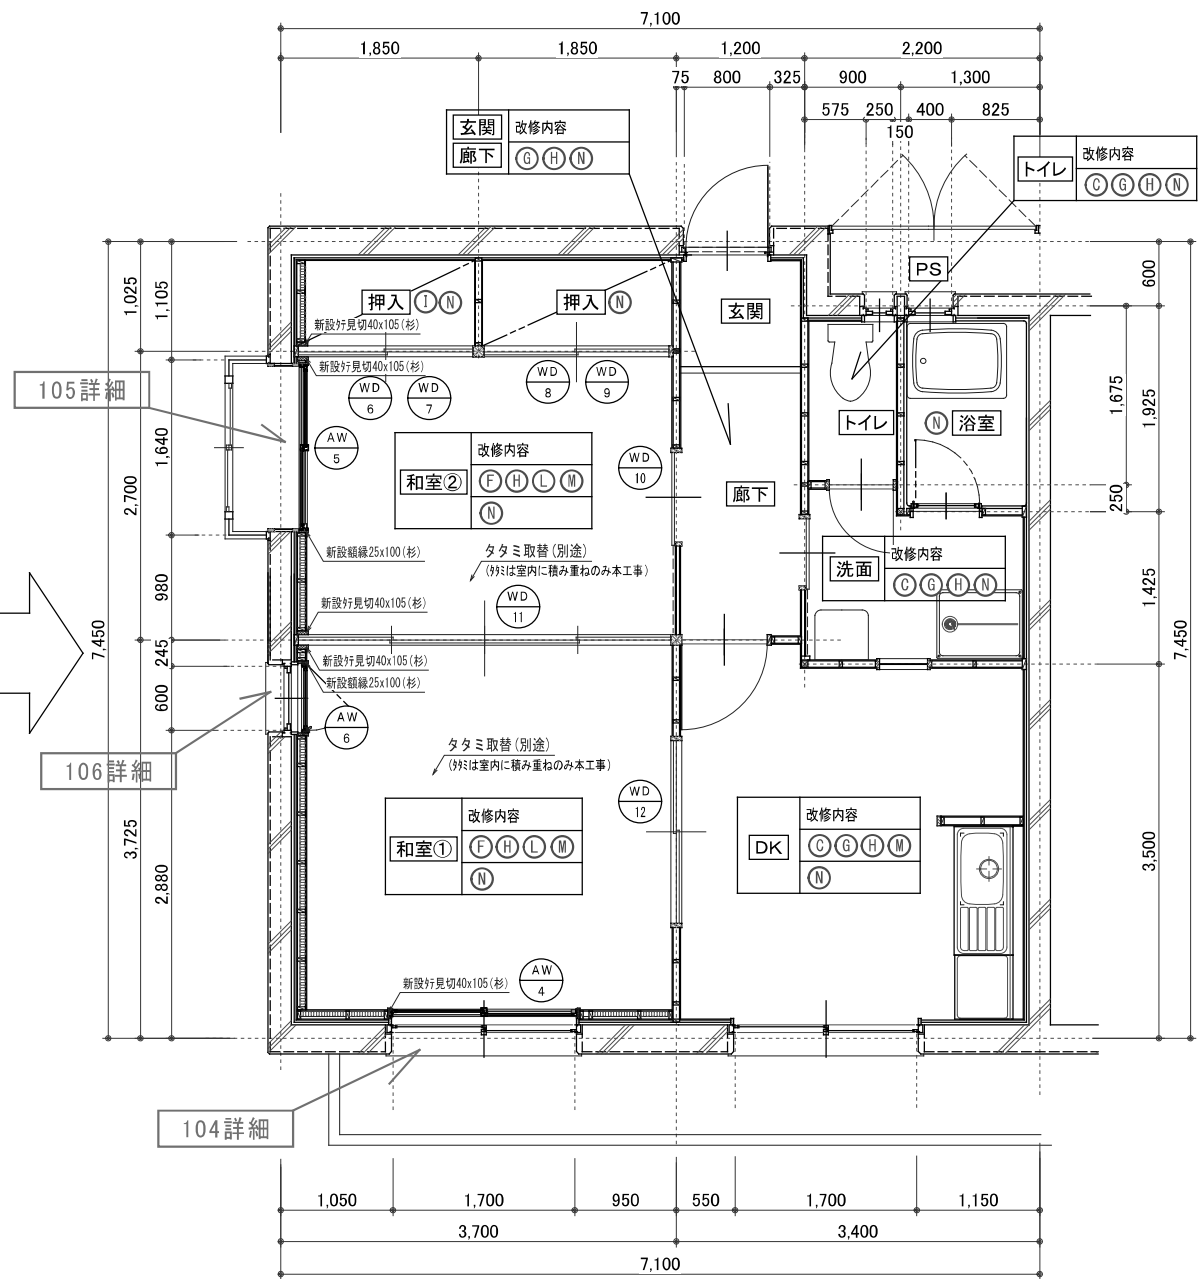 7,100
1,850 1,850 1,200 2,200
75 800 325 900 1,300
575 250 400 825
150
玄関 改修内容
廊下 G H N
トイレ 改修内容
C G H N
PS
押入 I N
押入 N
玄関
新設ﾀﾃ見切40x105(杉)
新設ﾀﾃ見切40x105(杉)
105詳細
WD 6
WD 7
WD 8
WD 9
AW 5
トイレ
N 浴室
和室② 改修内容
F H L M
N
WD 10
廊下
新設額縁25x100(杉)
タタミ取替(別途)
(ﾀﾀﾐは室内に積み重ねのみ本工事)
洗面 改修内容
C G H N
新設ﾀﾃ見切40x105(杉)
WD 11
新設ﾀﾃ見切40x105(杉)
新設額縁25x100(杉)
AW 6
106詳細
タタミ取替(別途)
(ﾀﾀﾐは室内に積み重ねのみ本工事)
WD 12
和室① 改修内容
F H L M
N
DK 改修内容
C G H M
N
新設ﾀﾃ見切40x105(杉)
AW 4
104詳細
7,450
1,025
2,700
3,725
1,105
1,640
980
245
600
2,880
600
1,675
250
1,925
1,425
3,500
7,450
1,050 1,700 950 550 1,700 1,150
3,700 3,400
7,100